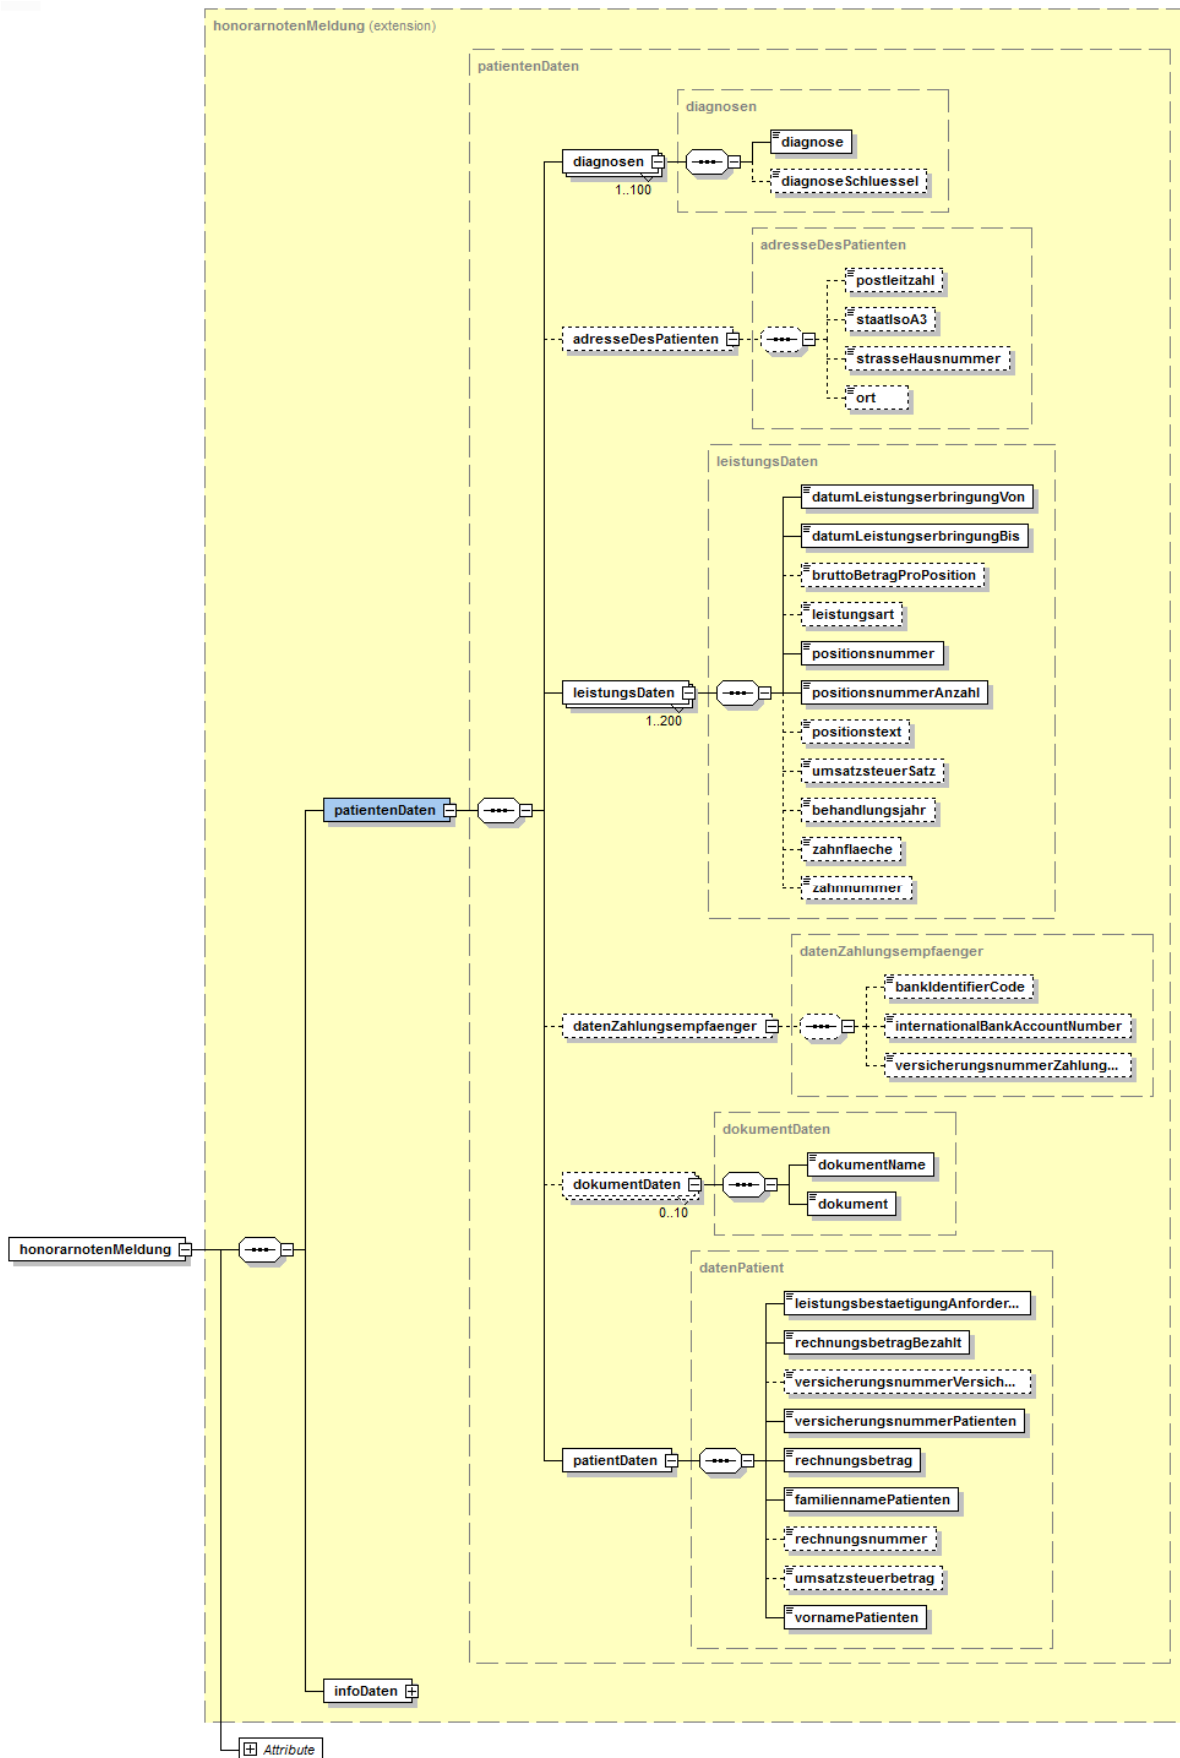 honorarnotenMeldung (extension)
patientenDaten
diagnosen
diagnose
diagnosen
diagnoseSchluessel
1..100
adresseDesPatienten
postleitzahl
staatIsoA3
adresseDesPatienten
strasseHausnummer
ort
leistungsDaten
datumLeistungserbringungVon
datumLeistungserbringungBis
bruttoBetragProPosition
leistungsart
positionsnummer
leistungsDaten
positionsnummerAnzahl
1..200
positionstext
umsatzsteuerSatz
patientenDaten
behandlungsjahr
zahnflaeche
zahnnummer
datenZahlungsempfaenger
bankIdentifierCode
datenZahlungsempfaenger
internationalBankAccountNumber
versicherungsnummerZahlung...
dokumentDaten
dokumentName
dokumentDaten
dokument
0..10
honorarnotenMeldung
datenPatient
leistungsbestaetigungAnforder...
rechnungsbetragBezahlt
versicherungsnummerVersich...
versicherungsnummerPatienten
patientDaten
rechnungsbetrag
familiennamePatienten
rechnungsnummer
umsatzsteuerbetrag
vornamePatienten
infoDaten
Attribute